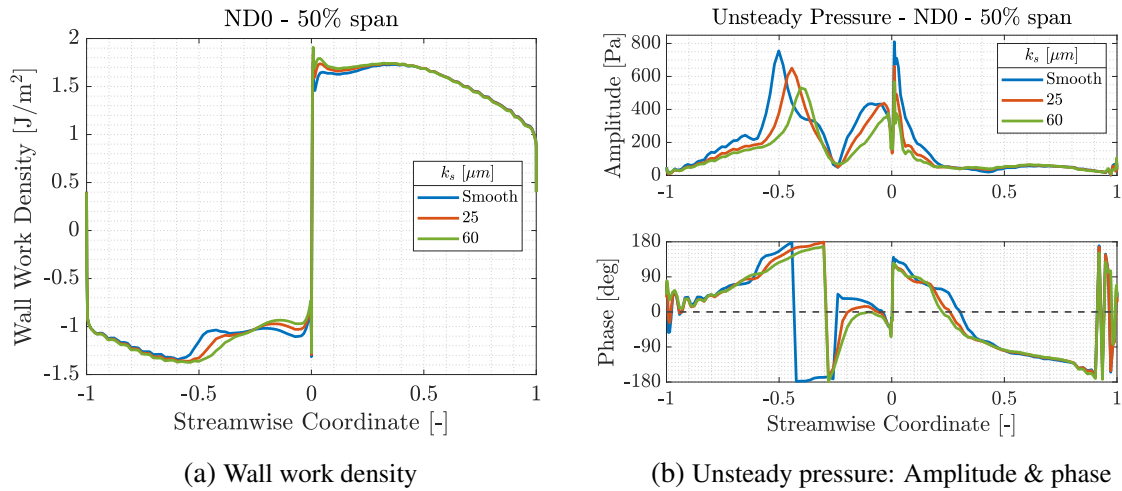 ND0 - 50% span
Wall Work Density [J/m²]
2
1.5
1
0.5
0
-0.5
-1
-1.5
k_s [μm]
Smooth
25
60
-1
-0.5
0
0.5
1
Streamwise Coordinate [-]
(a) Wall work density
Unsteady Pressure - ND0 - 50% span
Amplitude [Pa]
800
600
400
200
0
k_s [μm]
Smooth
25
60
-1
-0.5
0
0.5
1
Phase [deg]
180
90
0
-90
-180
-1
-0.5
0
0.5
1
Streamwise Coordinate [-]
(b) Unsteady pressure: Amplitude & phase